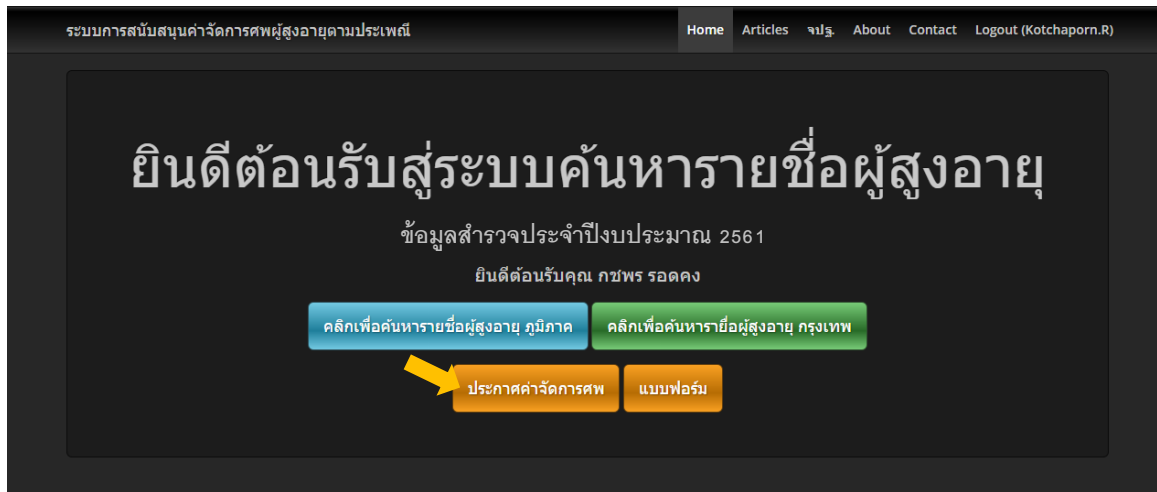 ระบบการสนับสนุนค่าจัดการศพผู้สูงอายุตามประเพณี Home Articles จปฐ. About Contact Logout (Kotchaporn.R)
ยินดีต้อนรับสู่ระบบค้นหารายชื่อผู้สูงอายุ
ข้อมูลสำรวจประจำปีงบประมาณ 2561
ยินดีต้อนรับคุณ กชพร รอดคง
คลิกเพื่อค้นหารายชื่อผู้สูงอายุ ภูมิภาค คลิกเพื่อค้นหารายื่อผู้สูงอายุ กรุงเทพ
ประกาศค่าจัดการศพ แบบฟอร์ม